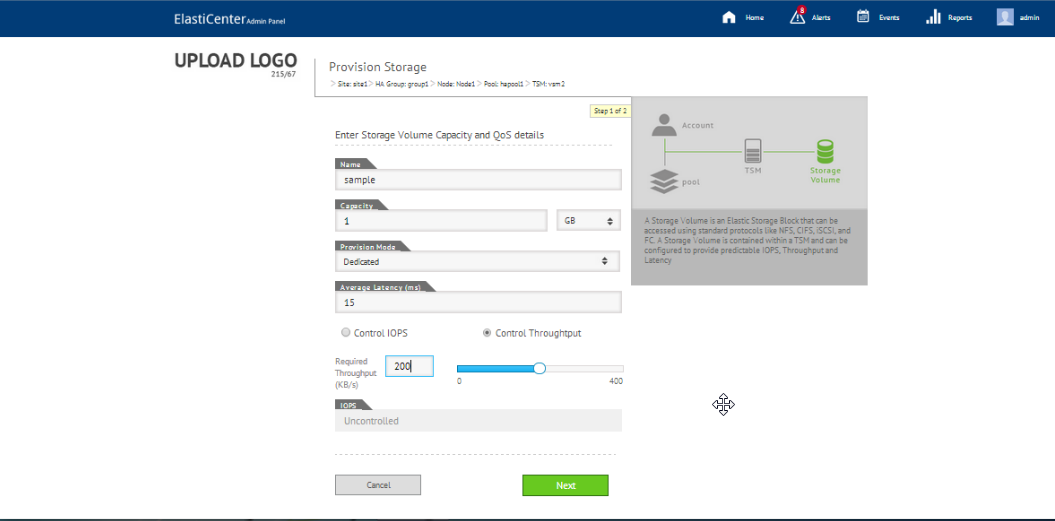 ElastiCenter Admin Panel
Home
8
Alerts
Events
Reports
admin
UPLOAD LOGO
215/67
Provision Storage
> Site: site1 > HA Group: group1 > Node: Node1 > Pool: hapool1 > TSM: vsm2
Step 1 of 2
Enter Storage Volume Capacity and QoS details
Name
sample
Capacity
1
GB
Provision Mode
Dedicated
Average Latency (ms)
15
Control IOPS
Control Throughtput
Required
Throughput
(KB/s)
200
0
400
IOPS
Uncontrolled
Cancel
Next
Account
TSM
Storage
Volume
pool
A Storage Volume is an Elastic Storage Block that can be
accessed using standard protocols like NFS, CIFS, iSCSI, and
FC. A Storage Volume is contained within a TSM and can be
configured to provide predictable IOPS, Throughput and
Latency